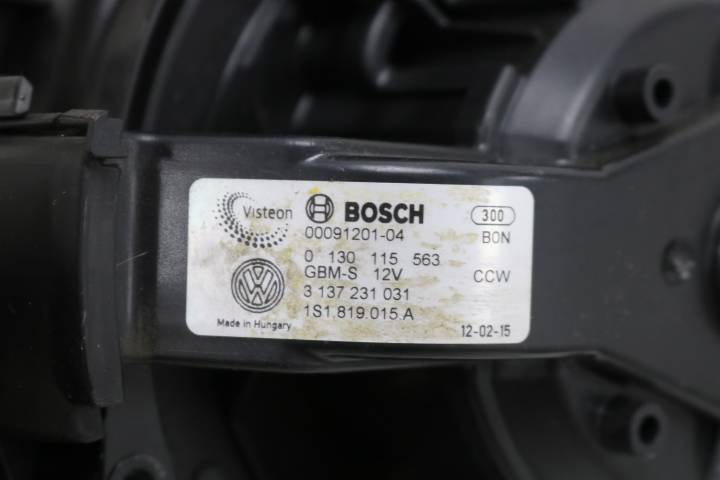 Visteon BOSCH 300
00091201-04 B0N
0 130 115 563
GBM-S 12V CCW
3 137 231 031
1S1.819.015.A
Made in Hungary 12-02-15